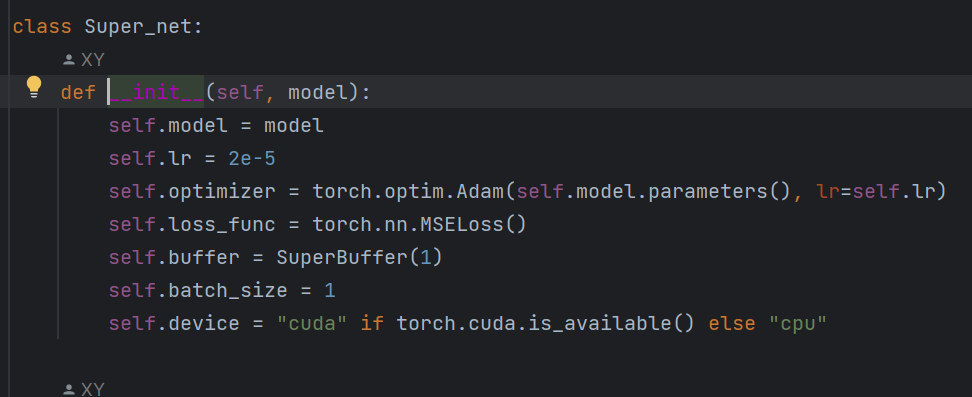 class Super_net:
XY
def __init__(self, model):
self.model = model
self.lr = 2e-5
self.optimizer = torch.optim.Adam(self.model.parameters(), lr=self.lr)
self.loss_func = torch.nn.MSELoss()
self.buffer = SuperBuffer(1)
self.batch_size = 1
self.device = "cuda" if torch.cuda.is_available() else "cpu"
XY